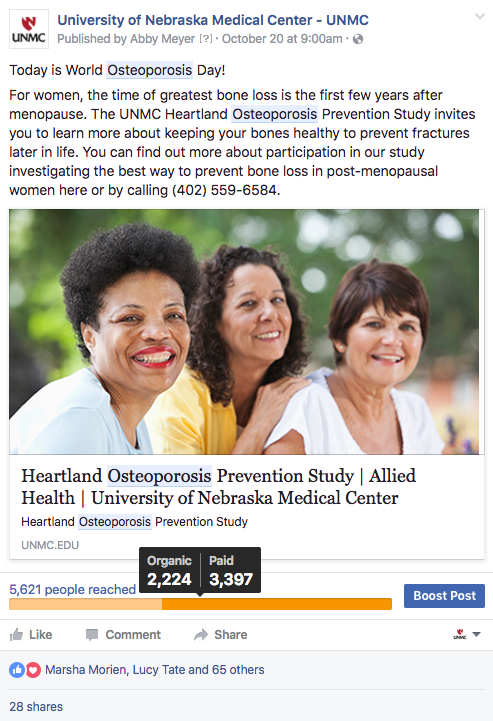 UNMC
University of Nebraska Medical Center - UNMC
Published by Abby Meyer [?] · October 20 at 9:00am ·
Today is World Osteoporosis Day!
For women, the time of greatest bone loss is the first few years after
menopause. The UNMC Heartland Osteoporosis Prevention Study invites
you to learn more about keeping your bones healthy to prevent fractures
later in life. You can find out more about participation in our study
investigating the best way to prevent bone loss in post-menopausal
women here or by calling (402) 559-6584.
Heartland Osteoporosis Prevention Study | Allied
Health | University of Nebraska Medical Center
Heartland Osteoporosis Prevention Study
UNMC.EDU
Organic Paid
2,224 3,397
5,621 people reached
Boost Post
Like Comment Share
UNMC
Marsha Morien, Lucy Tate and 65 others
28 shares